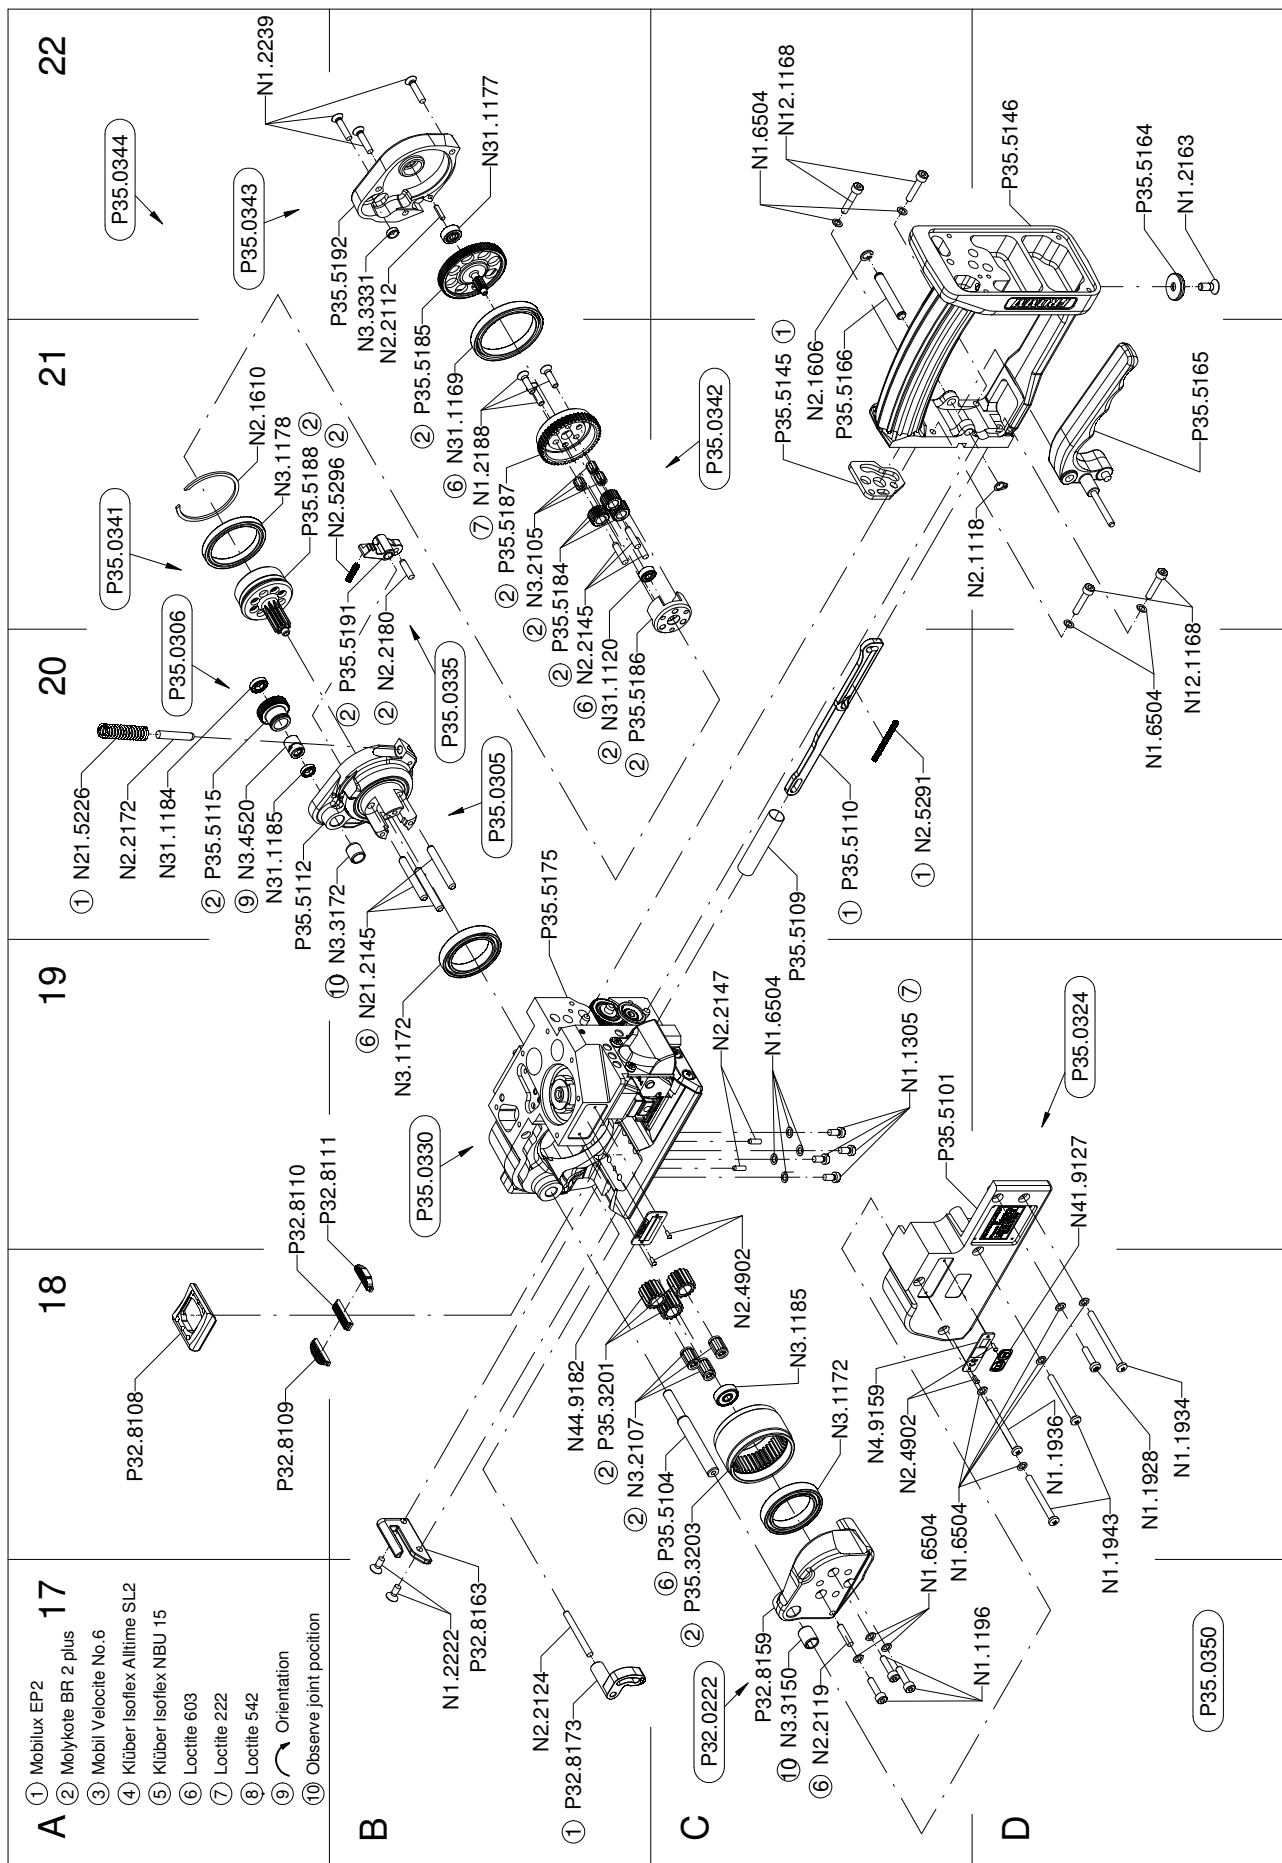 A
B
C
D
17
18
19
20
21
22
① Mobilux EP2
② Molykote BR 2 plus
③ Mobil Velocite No.6
④ Klüber Isoflex Alltime SL2
⑤ Klüber Isoflex NBU 15
⑥ Loctite 603
⑦ Loctite 222
⑧ Loctite 542
⑨ Orientation
⑩ Observe joint position
P32.8108
P32.8109
P32.8110
P32.8111
① N21.5226
N2.2172
N31.1184
② P35.5115
⑨ N3.4520
N31.1185
P35.5112
⑩ N3.3172
⑥ N21.2145
N3.1172
P35.0306
P35.0341
N2.1610
N3.1178
P35.5188 ②
N2.5296 ②
② P35.5191
② N2.2180
P35.0335
P35.0305
P35.0344
P35.0343
N1.2239
P35.5192
N3.3331
N2.2112
N31.1177
② P35.5185
⑥ N31.1169
⑦ N1.2188
② P35.5187
② N3.2105
② P35.5184
⑥ N2.2145
② N31.1120
② P35.5186
P35.0342
N1.2222
P32.8163
N2.2124
① P32.8173
P35.0330
P35.5175
N44.9182
② P35.3201
② N3.2107
⑥ P35.5104
② P35.3203
N2.4902
N3.1185
N3.1172
P32.0222
P32.8159
⑩ N3.3150
⑥ N2.2119
N1.6504
N1.1196
N2.2147
N1.6504
N1.1305 ⑦
P35.5109
① P35.5110
① N2.5291
P35.5145 ①
N2.1606
P35.5166
N1.6504
N12.1168
P35.5146
P35.5164
N1.2163
P35.5165
N2.1118
N1.6504
N12.1168
P35.0324
P35.5101
N41.9127
N4.9159
N2.4902
N1.6504
N1.1936
N1.1943
N1.1928
N1.1934
P35.0350